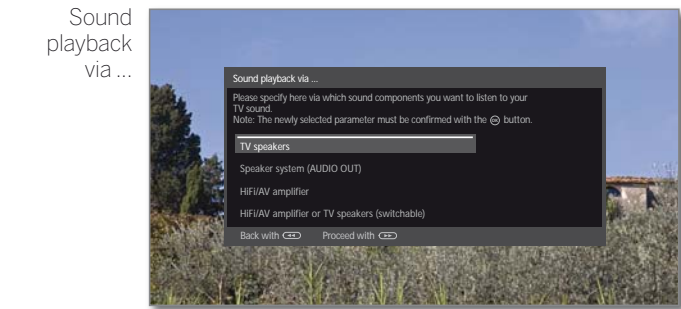 Sound
playback
via ...
Sound playback via ...
Please specify here via which sound components you want to listen to your
TV sound.
Note: The newly selected parameter must be confirmed with the OK button.
TV speakers
Speaker system (AUDIO OUT)
HiFi/AV amplifier
HiFi/AV amplifier or TV speakers (switchable)
Back with ◄◄ Proceed with ►►